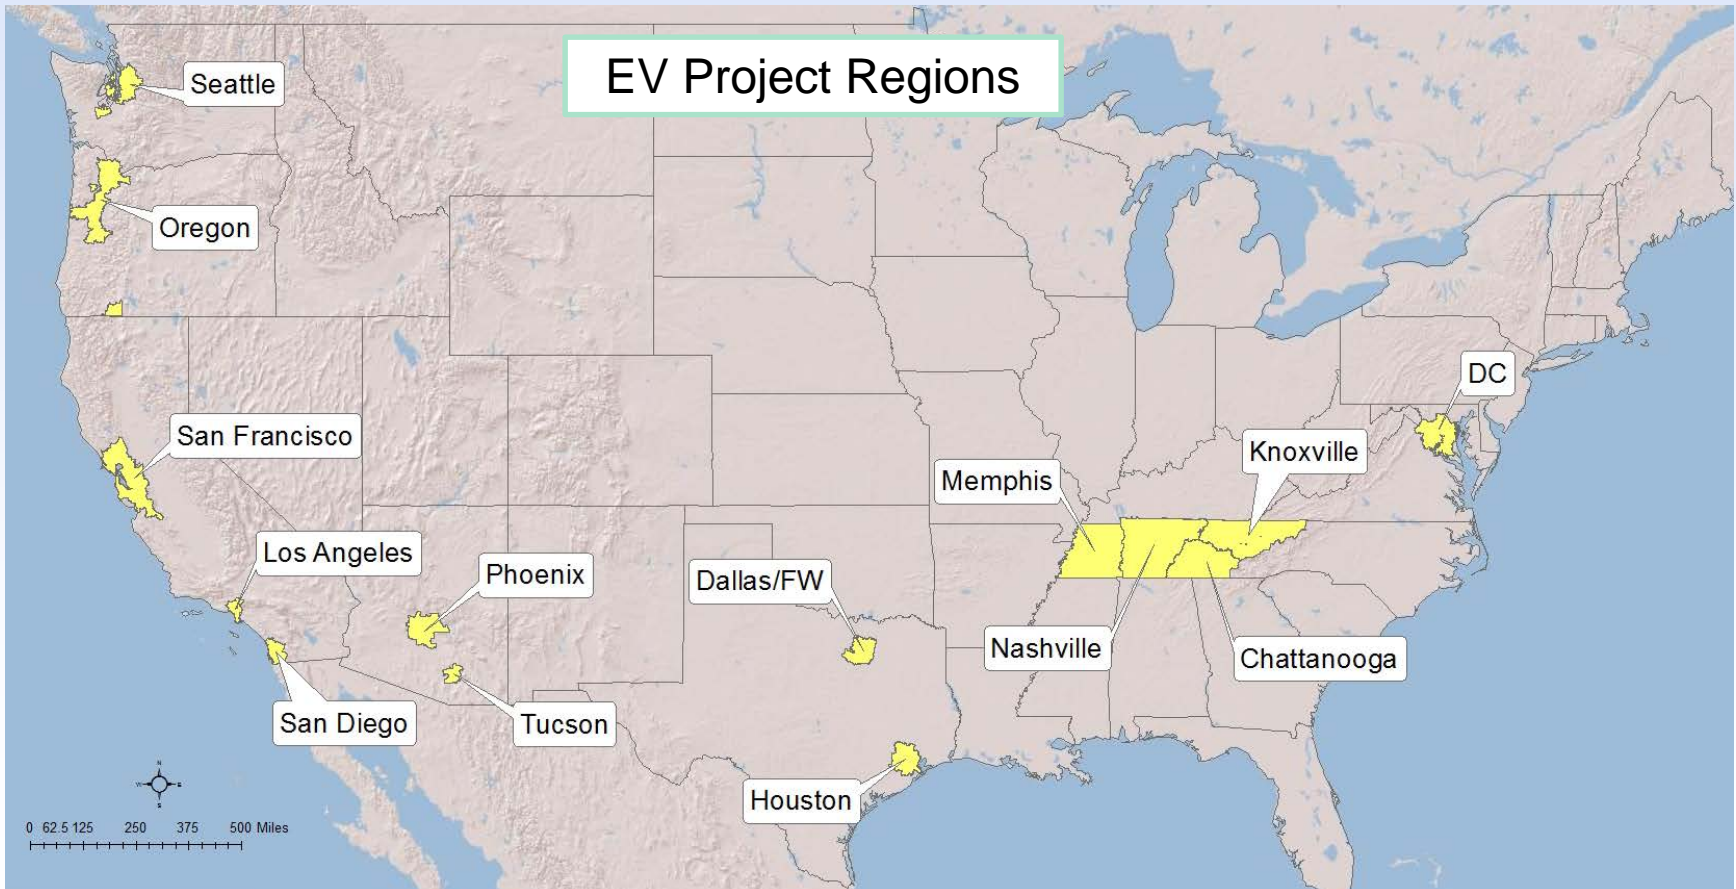 EV Project Regions
Seattle
Oregon
San Francisco
Los Angeles
San Diego
Phoenix
Tucson
Dallas/FW
Houston
Memphis
Nashville
Knoxville
Chattanooga
DC
N
W E
S
0 62.5 125 250 375 500 Miles